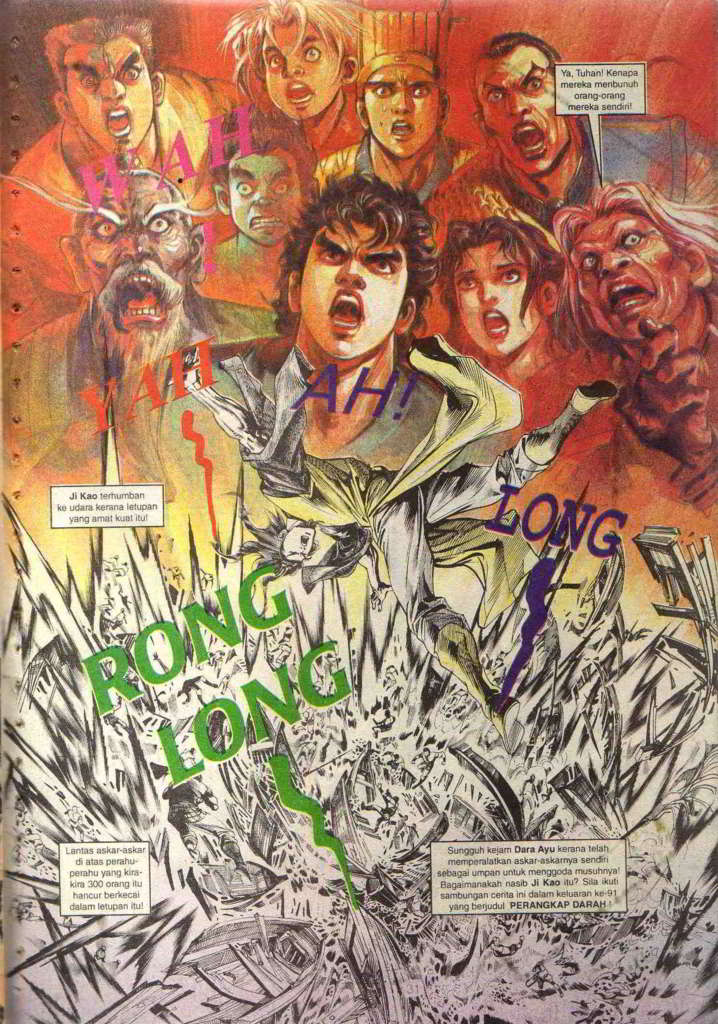 Ya, Tuhan! Kenapa
mereka membunuh
orang-orang
mereka sendiri!
WAH
!
YAH
AH!
Ji Kao terhumban
ke udara kerana letupan
yang amat kuat itu!
LONG
RONG
LONG
Lantas askar-askar
di atas perahu-
perahu yang kira-
kira 300 orang itu
hancur berkecai
dalam letupan itu!
Sungguh kejam Dara Ayu kerana telah
memperalatkan askar-askarnya sendiri
sebagai umpan untuk menggoda musuhnya!
Bagaimanakah nasib Ji Kao itu? Sila ikuti
sambungan cerita ini dalam keluaran ke-91
yang berjudul PERANGKAP DARAH !